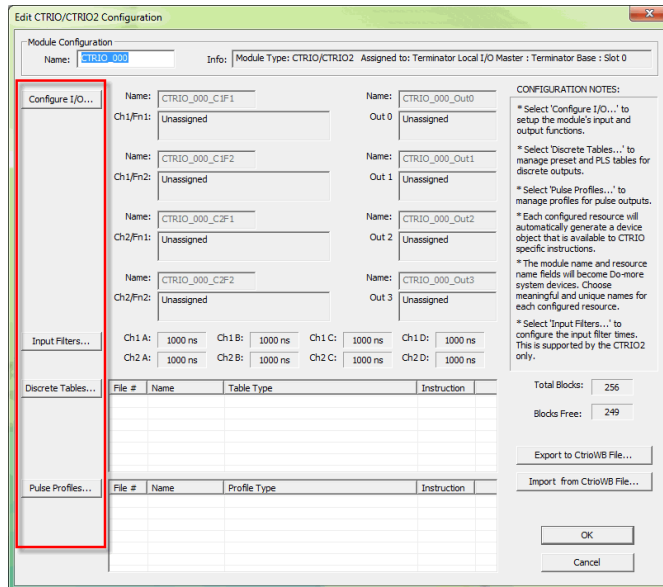 Edit CTRIO/CTRIO2 Configuration
Module Configuration
Name: CTRIO_000
Info: Module Type: CTRIO/CTRIO2 Assigned to: Terminator Local I/O Master : Terminator Base : Slot 0
Configure I/O...
Name: CTRIO_000_C1F1
Ch1/Fn1: Unassigned
Name: CTRIO_000_Out0
Out 0 Unassigned
Name: CTRIO_000_C1F2
Ch1/Fn2: Unassigned
Name: CTRIO_000_Out1
Out 1 Unassigned
Name: CTRIO_000_C2F1
Ch2/Fn1: Unassigned
Name: CTRIO_000_Out2
Out 2 Unassigned
Name: CTRIO_000_C2F2
Ch2/Fn2: Unassigned
Name: CTRIO_000_Out3
Out 3 Unassigned
CONFIGURATION NOTES:
* Select 'Configure I/O...' to
setup the module's input and
output functions.
* Select 'Discrete Tables...' to
manage preset and PLS tables for
discrete outputs.
* Select 'Pulse Profiles...' to
manage profiles for pulse outputs.
* Each configured resource will
automatically generate a device
object that is available to CTRIO
specific instructions.
* The module name and resource
name fields will become Do-more
system devices. Choose
meaningful and unique names for
each configured resource.
* Select 'Input Filters...' to
configure the input filter times.
This is supported by the CTRIO2
only.
Input Filters...
Ch1 A: 1000 ns Ch1 B: 1000 ns Ch1 C: 1000 ns Ch1 D: 1000 ns
Ch2 A: 1000 ns Ch2 B: 1000 ns Ch2 C: 1000 ns Ch2 D: 1000 ns
Discrete Tables...
File # Name Table Type Instruction
Total Blocks: 256
Blocks Free: 249
Export to CtrioWB File...
Import from CtrioWB File...
Pulse Profiles...
File # Name Profile Type Instruction
OK
Cancel